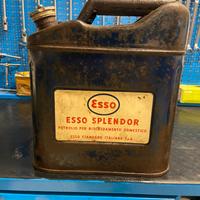 Esso
ESSO SPLENDOR
PETROLIO PER RISCALDAMENTO DOMESTICO
ESSO STANDARD ITALIANA S.p.A.